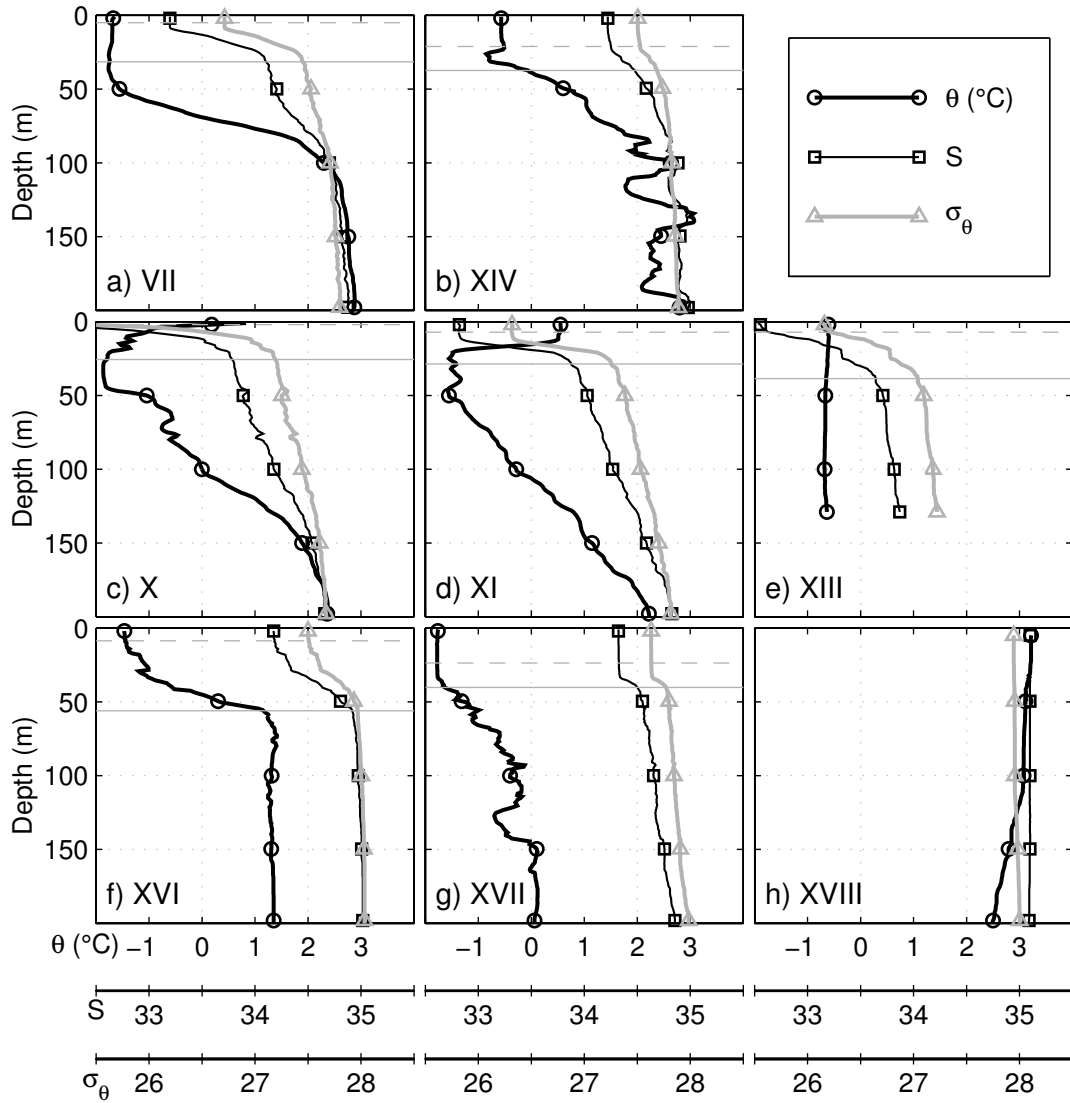 0
50
100
150
Depth (m)
a) VII
b) XIV
θ (°C)
S
σθ
0
50
100
150
Depth (m)
c) X
d) XI
e) XIII
0
50
100
150
Depth (m)
f) XVI
g) XVII
h) XVIII
θ (°C) −1 0 1 2 3 −1 0 1 2 3 −1 0 1 2 3
S 33 34 35 33 34 35 33 34 35
σθ 26 27 28 26 27 28 26 27 28